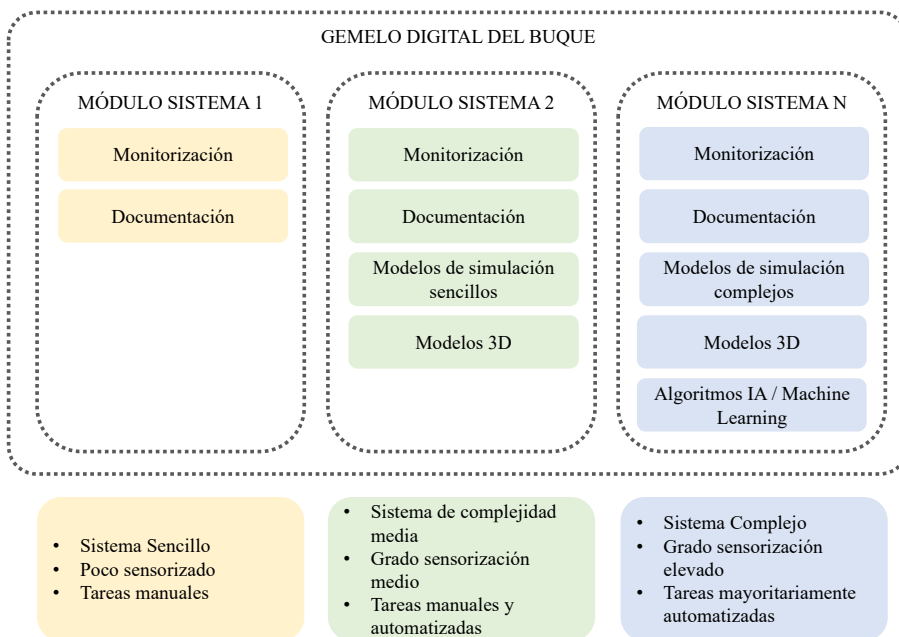 GEMELO DIGITAL DEL BUQUE
MÓDULO SISTEMA 1
Monitorización
Documentación
MÓDULO SISTEMA 2
Monitorización
Documentación
Modelos de simulación
sencillos
Modelos 3D
MÓDULO SISTEMA N
Monitorización
Documentación
Modelos de simulación
complejos
Modelos 3D
Algoritmos IA / Machine
Learning
• Sistema Sencillo
• Poco sensorizado
• Tareas manuales
• Sistema de complejidad
media
• Grado sensorización
medio
• Tareas manuales y
automatizadas
• Sistema Complejo
• Grado sensorización
elevado
• Tareas mayoritariamente
automatizadas